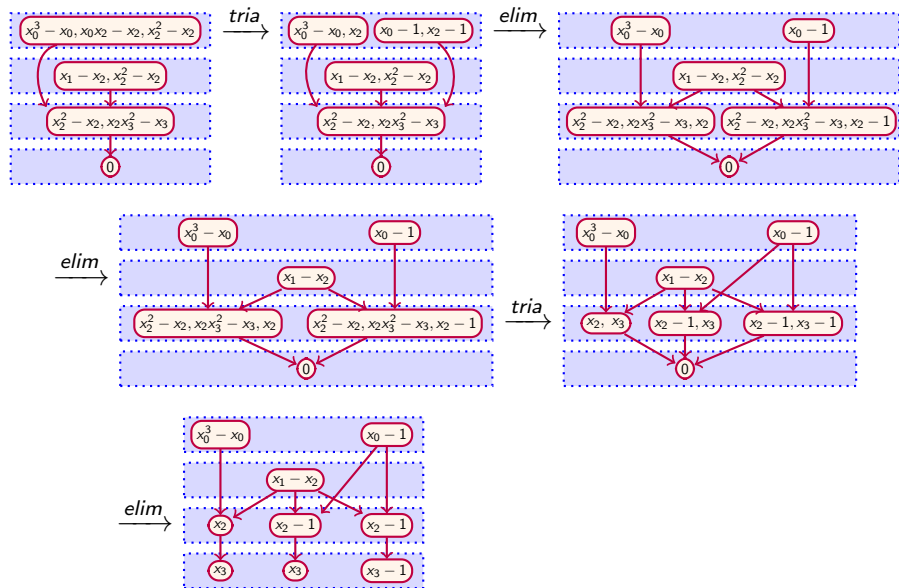 x_0^3 − x_0, x_0x_2 − x_2, x_2^2 − x_2 tria x_0^3 − x_0, x_2 x_0 − 1, x_2 − 1 elim x_0^3 − x_0 x_0 − 1
x_1 − x_2, x_2^2 − x_2 x_1 − x_2, x_2^2 − x_2 x_1 − x_2, x_2^2 − x_2
x_2^2 − x_2, x_2x_3^2 − x_3 x_2^2 − x_2, x_2x_3^2 − x_3 x_2^2 − x_2, x_2x_3^2 − x_3, x_2 x_2^2 − x_2, x_2x_3^2 − x_3, x_2 − 1
0 0 0
x_0^3 − x_0 x_0 − 1 x_0^3 − x_0 x_0 − 1
elim x_1 − x_2 x_1 − x_2
x_2^2 − x_2, x_2x_3^2 − x_3, x_2 x_2^2 − x_2, x_2x_3^2 − x_3, x_2 − 1 tria x_2, x_3 x_2 − 1, x_3 x_2 − 1, x_3 − 1
0 0
x_0^3 − x_0 x_0 − 1
x_1 − x_2
elim x_2 x_2 − 1 x_2 − 1
x_3 x_3 x_3 − 1